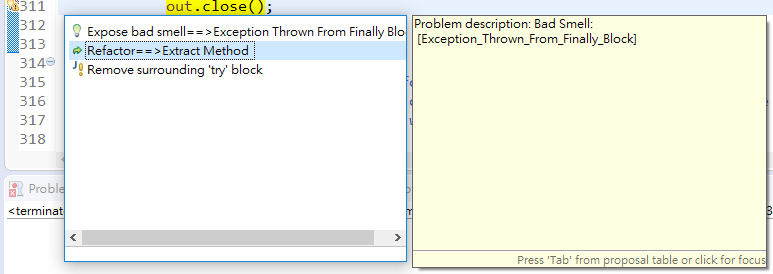 311 out.close();
312
313
314
315
316
317
318
Expose bad smell==>Exception Thrown From Finally Bloc
Refactor==>Extract Method
Remove surrounding 'try' block
Problem description: Bad Smell:
[Exception_Thrown_From_Finally_Block]
Press 'Tab' from proposal table or click for focus
Proble
<terminat